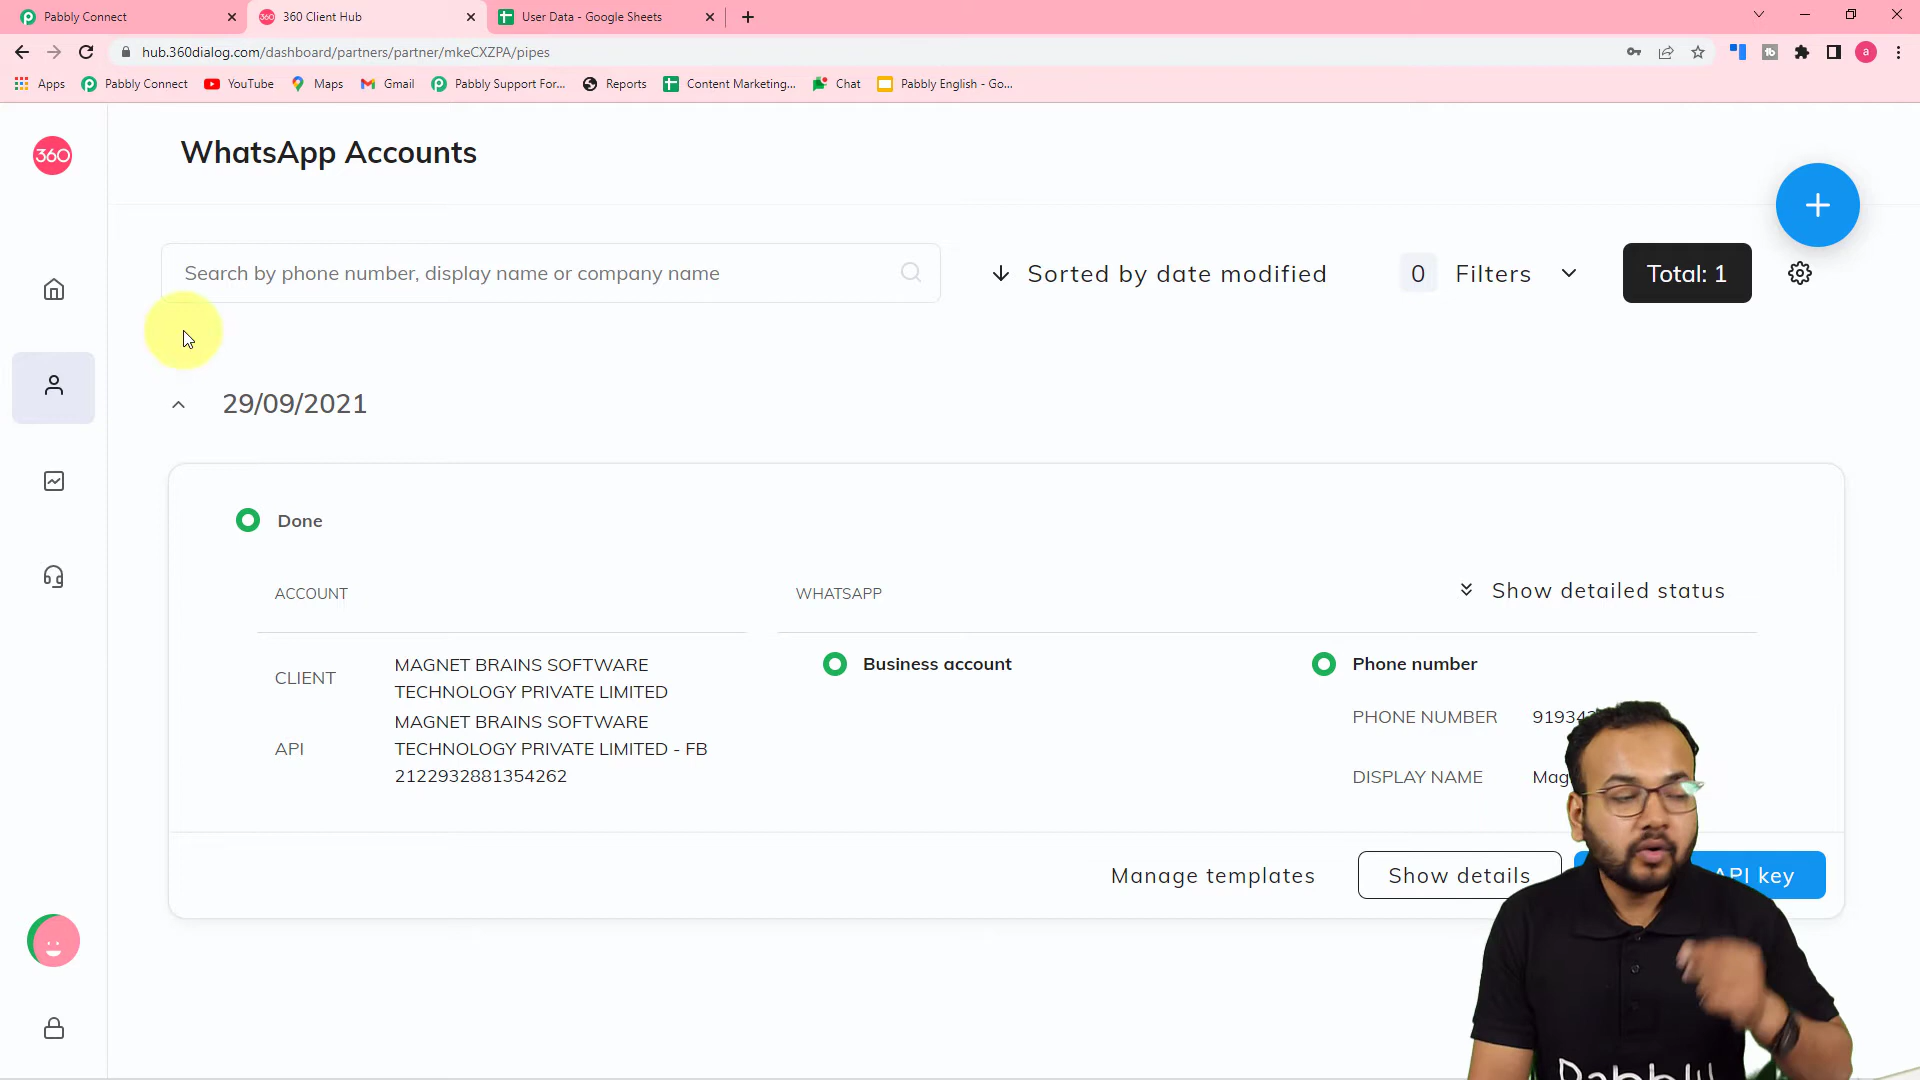 Pabbly Connect
360 Client Hub
User Data - Google Sheets
hub.360dialog.com/dashboard/partners/partner/mkeCXZPA/pipes
Apps
Pabbly Connect
YouTube
Maps
Gmail
Pabbly Support For...
Reports
Content Marketing...
Chat
Pabbly English - Go...
360
WhatsApp Accounts
Search by phone number, display name or company name
Sorted by date modified
0 Filters
Total: 1
29/09/2021
Done
ACCOUNT
WHATSAPP
Show detailed status
CLIENT
MAGNET BRAINS SOFTWARE
TECHNOLOGY PRIVATE LIMITED
API
MAGNET BRAINS SOFTWARE
TECHNOLOGY PRIVATE LIMITED - FB
2122932881354262
Business account
Phone number
PHONE NUMBER
DISPLAY NAME
Manage templates
Show details
API key
Pabbly